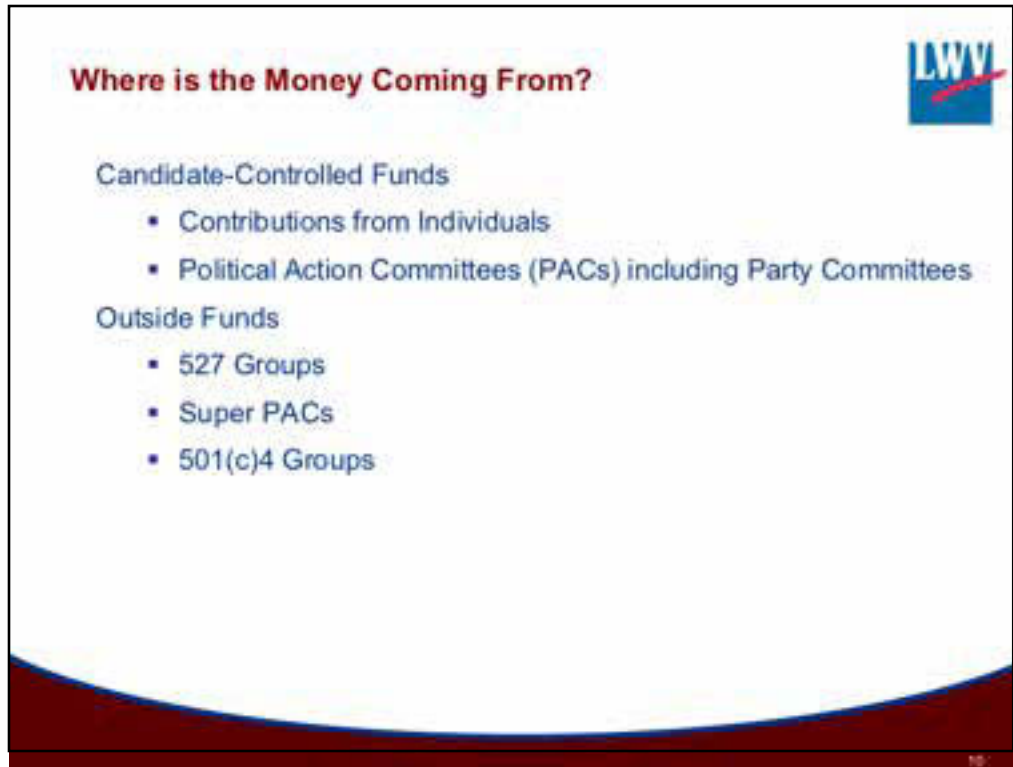 Where is the Money Coming From?
LWV
Candidate-Controlled Funds
▪ Contributions from Individuals
▪ Political Action Committees (PACs) including Party Committees
Outside Funds
▪ 527 Groups
▪ Super PACs
▪ 501(c)4 Groups
10